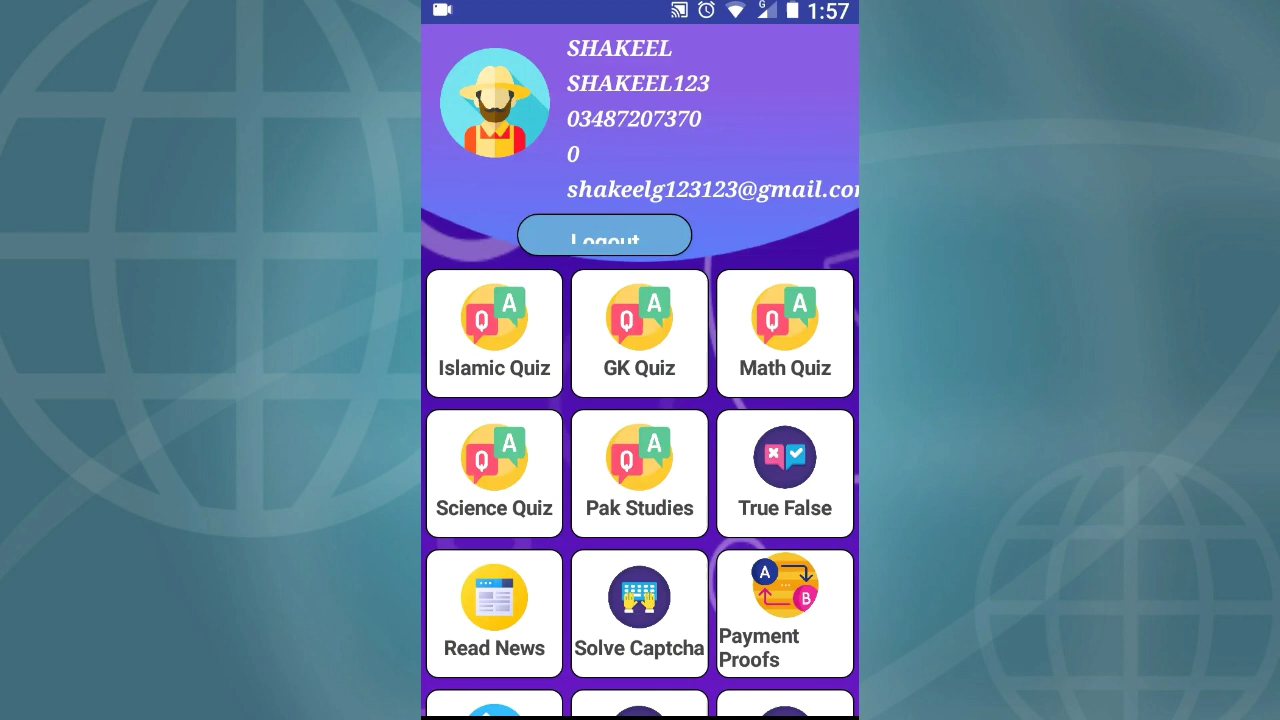 G 1:57
SHAKEEL
SHAKEEL123
03487207370
0
shakeelg123123@gmail.co
Logout
Q A Q A Q A
Islamic Quiz GK Quiz Math Quiz
Q A Q A
Science Quiz Pak Studies True False
A
B
Read News Solve Captcha Payment
Proofs